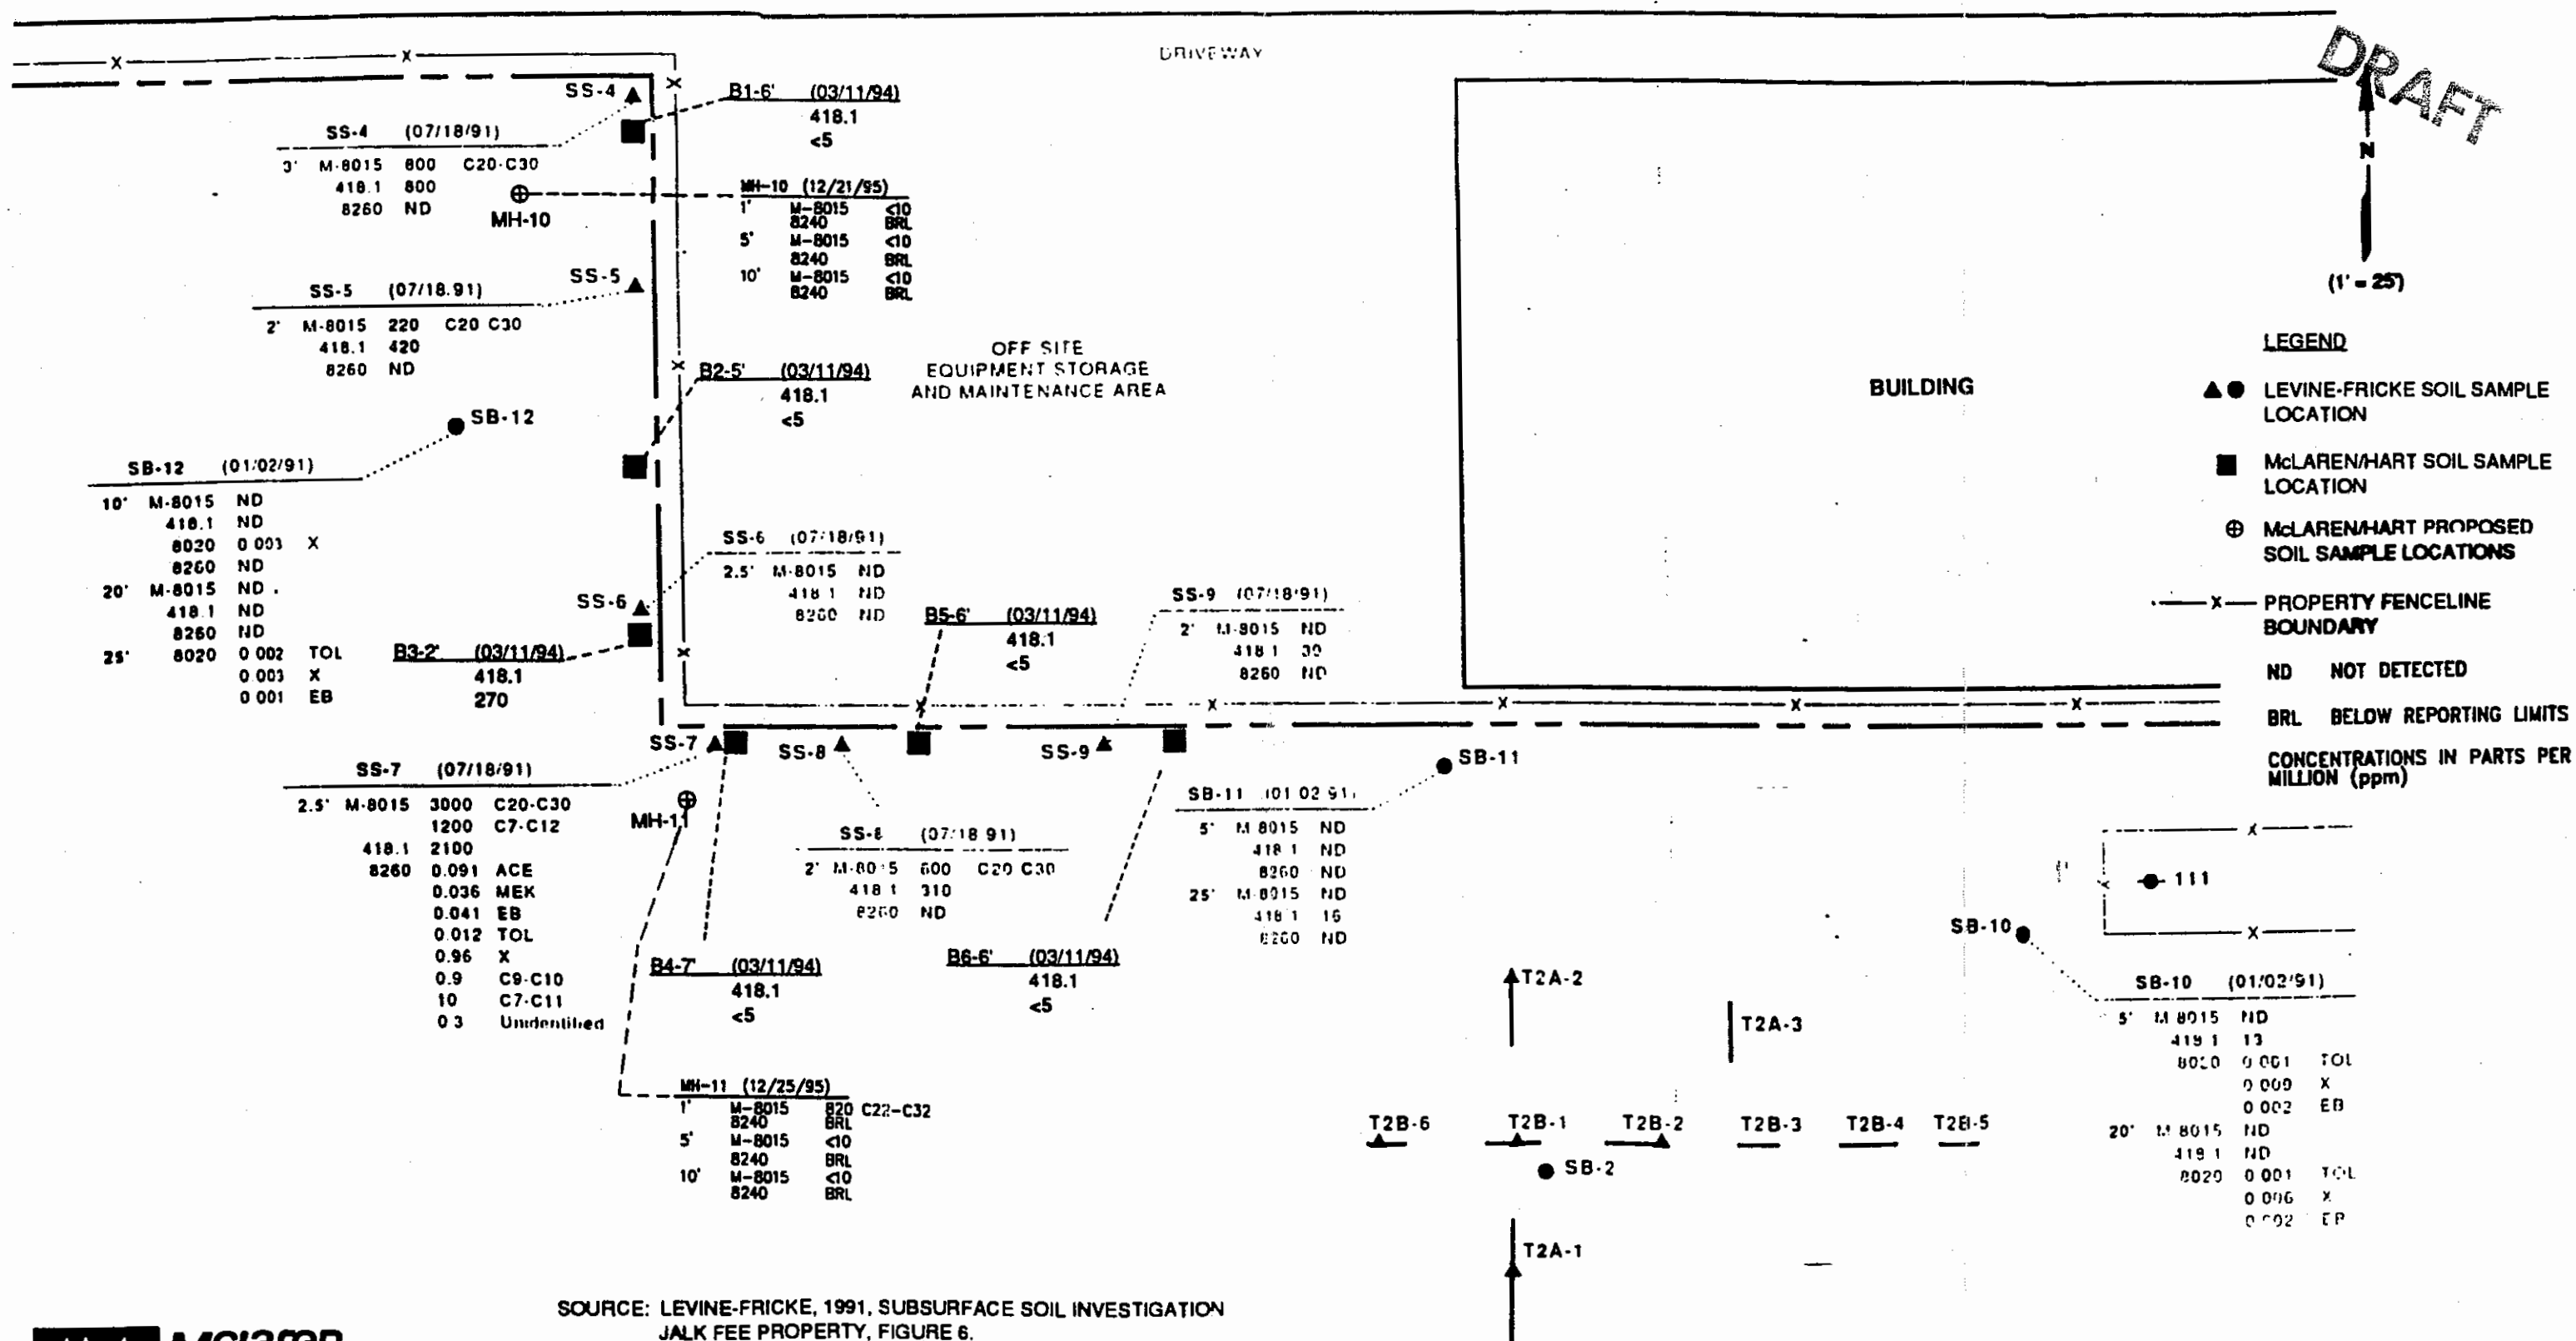 DRIVEWAY
DRAFT
N
(1' = 25')
SS-4
B1-6' (03/11/94)
418.1
<5
SS-4 (07/18/91)
3' M-8015 800 C20-C30
418.1 800
8260 ND
MH-10
MH-10 (12/21/95)
1' M-8015 <10
8240 BRL
5' M-8015 <10
8240 BRL
10' M-8015 <10
8240 BRL
SS-5
SS-5 (07/18.91)
2' M-8015 220 C20 C30
418.1 420
8260 ND
B2-5' (03/11/94)
418.1
<5
OFF SITE
EQUIPMENT STORAGE
AND MAINTENANCE AREA
BUILDING
LEGEND
LEVINE-FRICKE SOIL SAMPLE
LOCATION
McLAREN/HART SOIL SAMPLE
LOCATION
McLAREN/HART PROPOSED
SOIL SAMPLE LOCATIONS
X PROPERTY FENCELINE
BOUNDARY
ND NOT DETECTED
BRL BELOW REPORTING LIMITS
CONCENTRATIONS IN PARTS PER
MILLION (ppm)
SB-12
SB-12 (01/02/91)
10' M-8015 ND
418.1 ND
8020 0 003 X
8260 ND
20' M-8015 ND
418.1 ND
8260 ND
25' 8020 0 002 TOL
0.003 X
0 001 EB
SS-6
SS-6 (07/18/91)
2.5' M-8015 ND
418 1 ND
8260 ND
B3-2' (03/11/94)
418.1
270
B5-6' (03/11/94)
418.1
<5
SS-9 (07/18/91)
2' M-8015 ND
418 1 30
8260 ND
SS-7
SS-8
SS-9
SB-11
SS-7 (07/18/91)
2.5' M-8015 3000 C20-C30
1200 C7-C12
418.1 2100
8260 0.091 ACE
0.036 MEK
0.041 EB
0.012 TOL
0.96 X
0.9 C9-C10
10 C7-C11
0 3 Unidentified
MH-11
SS-8 (07/18 91)
2' M-8015 600 C20 C30
418 1 310
8260 ND
SB-11 (01 02 91)
5' M 8015 ND
418 1 ND
8260 ND
25' M-8015 ND
418 1 16
8260 ND
B4-7' (03/11/94)
418.1
<5
B6-6' (03/11/94)
418.1
<5
MH-11 (12/25/95)
1' M-8015 820 C22-C32
8240 BRL
5' M-8015 <10
8240 BRL
10' M-8015 <10
8240 BRL
111
SB-10
SB-10 (01/02/91)
5' M 8015 ND
418 1 13
8020 0 001 TOL
0 009 X
0 002 EB
20' M 8015 ND
418 1 ND
8020 0 001 TOL
0 006 X
0 002 EB
T2A-2
T2A-3
T2B-6 T2B-1 T2B-2 T2B-3 T2B-4 T2B-5
SB-2
T2A-1
SOURCE: LEVINE-FRICKE, 1991, SUBSURFACE SOIL INVESTIGATION
JALK FEE PROPERTY, FIGURE 6.
McLaren